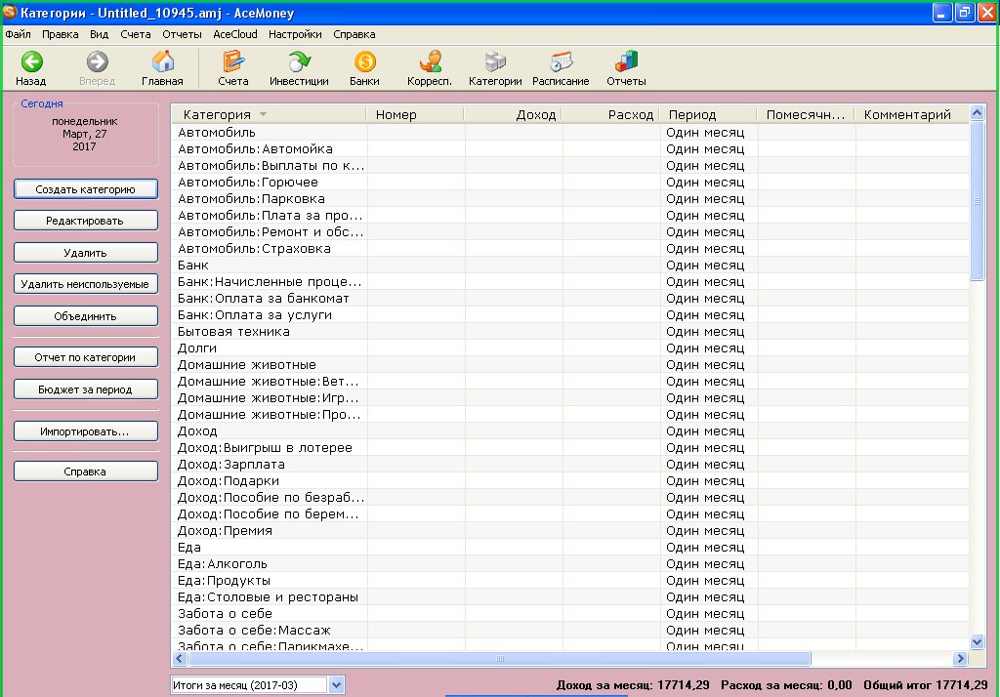 Категории - Untitled_10945.amj - AceMoney
Файл Правка Вид Счета Отчеты AceCloud Настройки Справка
Назад Вперед Главная Счета Инвестиции Банки Корресп. Категории Расписание Отчеты
Сегодня
понедельник
Март, 27
2017
Создать категорию
Редактировать
Удалить
Удалить неиспользуемые
Объединить
Отчет по категории
Бюджет за период
Импортировать...
Справка
Категория Номер Доход Расход Период Помесячн... Комментарий
Автомобиль Один месяц
Автомобиль:Автомойка Один месяц
Автомобиль:Выплаты по к... Один месяц
Автомобиль:Горючее Один месяц
Автомобиль:Парковка Один месяц
Автомобиль:Плата за про... Один месяц
Автомобиль:Ремонт и обс... Один месяц
Автомобиль:Страховка Один месяц
Банк Один месяц
Банк:Начисленные проце... Один месяц
Банк:Оплата за банкомат Один месяц
Банк:Оплата за услуги Один месяц
Бытовая техника Один месяц
Долги Один месяц
Домашние животные Один месяц
Домашние животные:Вет... Один месяц
Домашние животные:Игр... Один месяц
Домашние животные:Про... Один месяц
Доход Один месяц
Доход:Выигрыш в лотерее Один месяц
Доход:Зарплата Один месяц
Доход:Подарки Один месяц
Доход:Пособие по безраб... Один месяц
Доход:Пособие по берем... Один месяц
Доход:Премия Один месяц
Еда Один месяц
Еда:Алкоголь Один месяц
Еда:Продукты Один месяц
Еда:Столовые и рестораны Один месяц
Забота о себе Один месяц
Забота о себе:Массаж Один месяц
Забота о себе:Парикмахе... Один месяц
Итоги за месяц (2017-03)
Доход за месяц: 17714,29 Расход за месяц: 0,00 Общий итог 17714,29